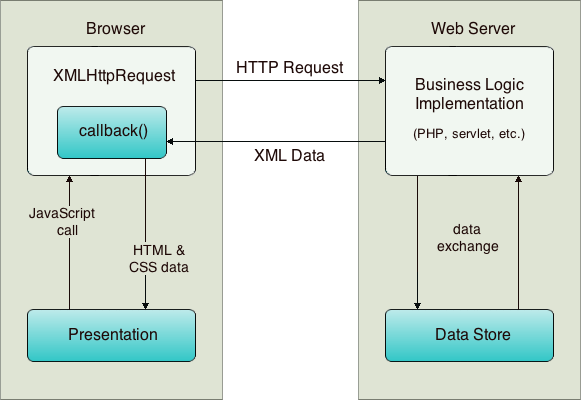 Browser
Web Server
XMLHttpRequest
callback()
HTTP Request
XML Data
Business Logic
Implementation
(PHP, servlet, etc.)
JavaScript
call
HTML &
CSS data
data
exchange
Presentation
Data Store